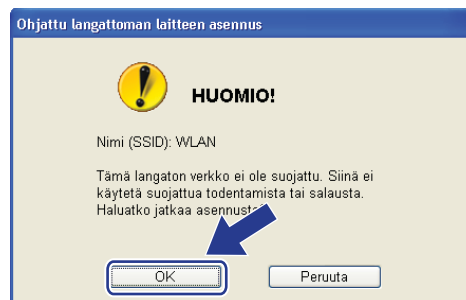 Ohjattu langattoman laitteen asennus
HUOMIO!
Nimi (SSID): WLAN
Tämä langaton verkko ei ole suojattu. Siinä ei
käytetä suojattua todentamista tai salausta.
Haluatko jatkaa
OK
Peruuta